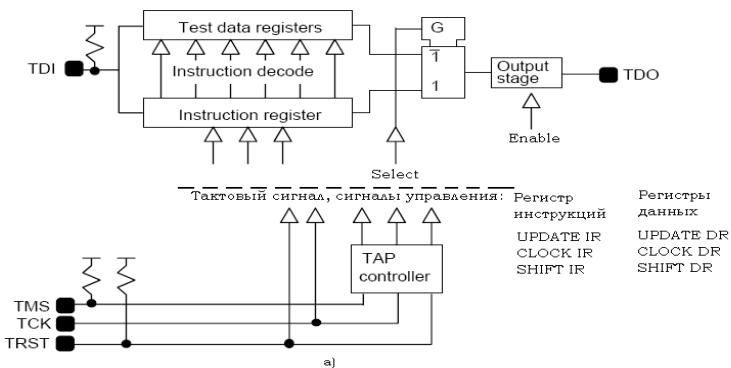 Test data registers
G
TDI
Instruction decode
1
1
Output
stage
TDO
Instruction register
Enable
Select
Тактовый сигнал, сигналы управления:
Регистр
инструкций
Регистры
данных
UPDATE IR
UPDATE DR
CLOCK IR
CLOCK DR
SHIFT IR
SHIFT DR
TAP
controller
TMS
TCK
TRST
а)